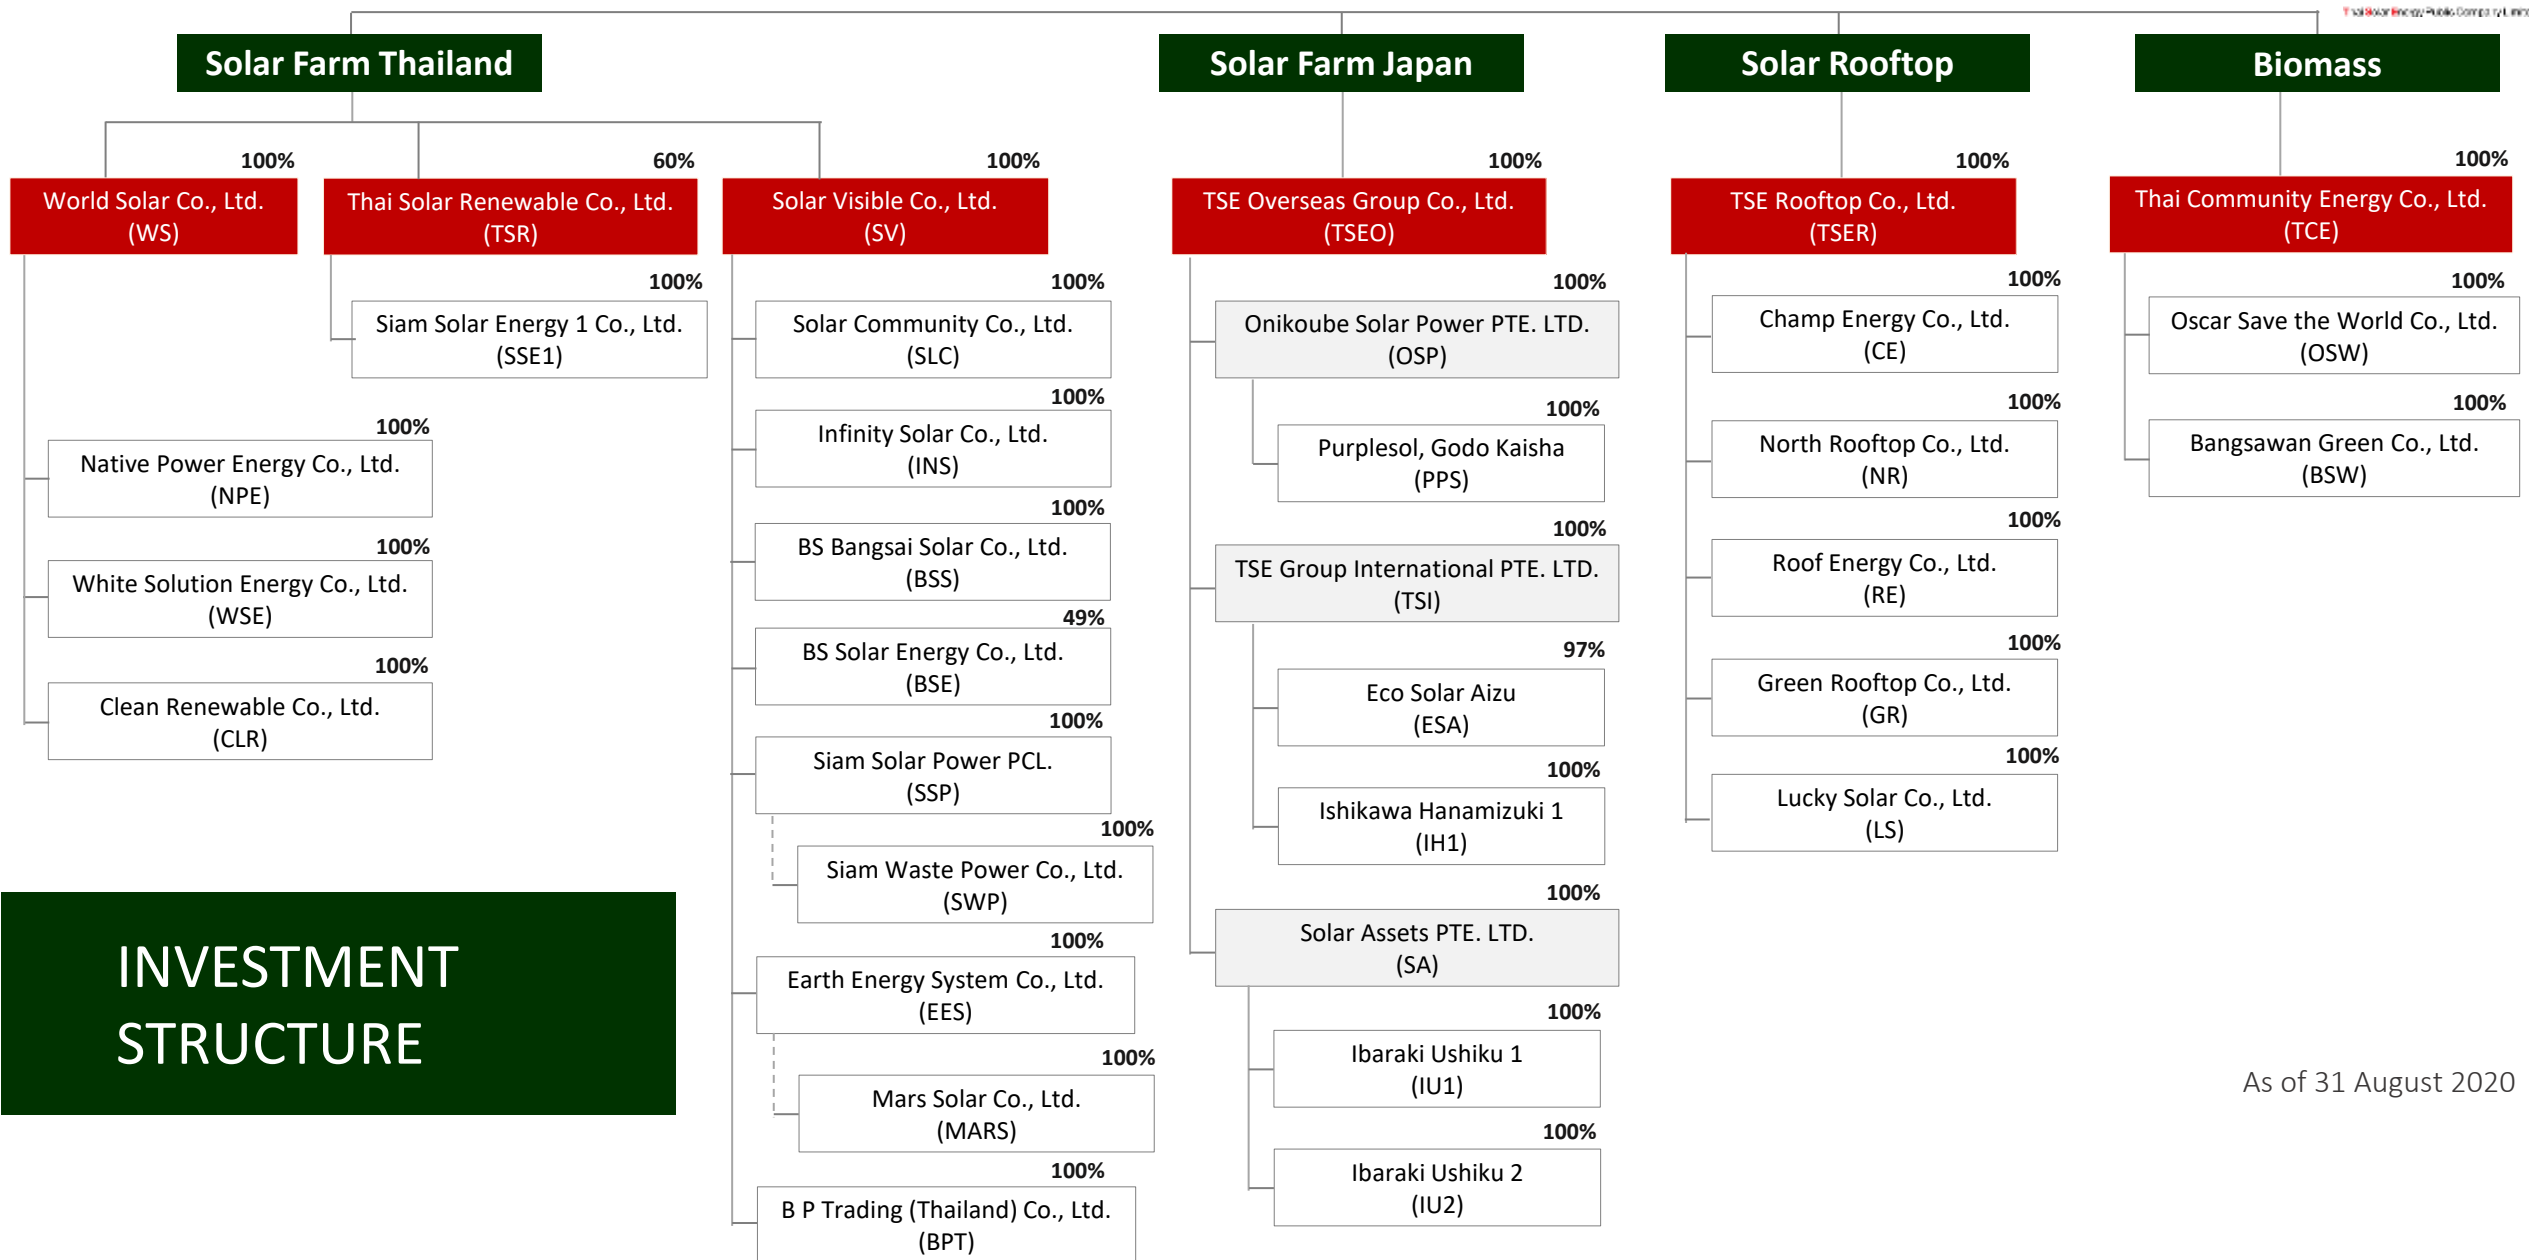 Thai Solar Energy Public Company Limite
Solar Farm Thailand
100%
World Solar Co., Ltd.
(WS)
100%
Native Power Energy Co., Ltd.
(NPE)
100%
White Solution Energy Co., Ltd.
(WSE)
100%
Clean Renewable Co., Ltd.
(CLR)
60%
Thai Solar Renewable Co., Ltd.
(TSR)
100%
Siam Solar Energy 1 Co., Ltd.
(SSE1)
100%
Solar Visible Co., Ltd.
(SV)
100%
Solar Community Co., Ltd.
(SLC)
100%
Infinity Solar Co., Ltd.
(INS)
100%
BS Bangsai Solar Co., Ltd.
(BSS)
49%
BS Solar Energy Co., Ltd.
(BSE)
100%
Siam Solar Power PCL.
(SSP)
100%
Siam Waste Power Co., Ltd.
(SWP)
100%
Earth Energy System Co., Ltd.
(EES)
100%
Mars Solar Co., Ltd.
(MARS)
100%
B P Trading (Thailand) Co., Ltd.
(BPT)
Solar Farm Japan
100%
TSE Overseas Group Co., Ltd.
(TSEO)
100%
Onikoube Solar Power PTE. LTD.
(OSP)
100%
Purplesol, Godo Kaisha
(PPS)
100%
TSE Group International PTE. LTD.
(TSI)
97%
Eco Solar Aizu
(ESA)
100%
Ishikawa Hanamizuki 1
(IH1)
100%
Solar Assets PTE. LTD.
(SA)
100%
Ibaraki Ushiku 1
(IU1)
100%
Ibaraki Ushiku 2
(IU2)
Solar Rooftop
100%
TSE Rooftop Co., Ltd.
(TSER)
100%
Champ Energy Co., Ltd.
(CE)
100%
North Rooftop Co., Ltd.
(NR)
100%
Roof Energy Co., Ltd.
(RE)
100%
Green Rooftop Co., Ltd.
(GR)
100%
Lucky Solar Co., Ltd.
(LS)
Biomass
100%
Thai Community Energy Co., Ltd.
(TCE)
100%
Oscar Save the World Co., Ltd.
(OSW)
100%
Bangsawan Green Co., Ltd.
(BSW)
INVESTMENT
STRUCTURE
As of 31 August 2020